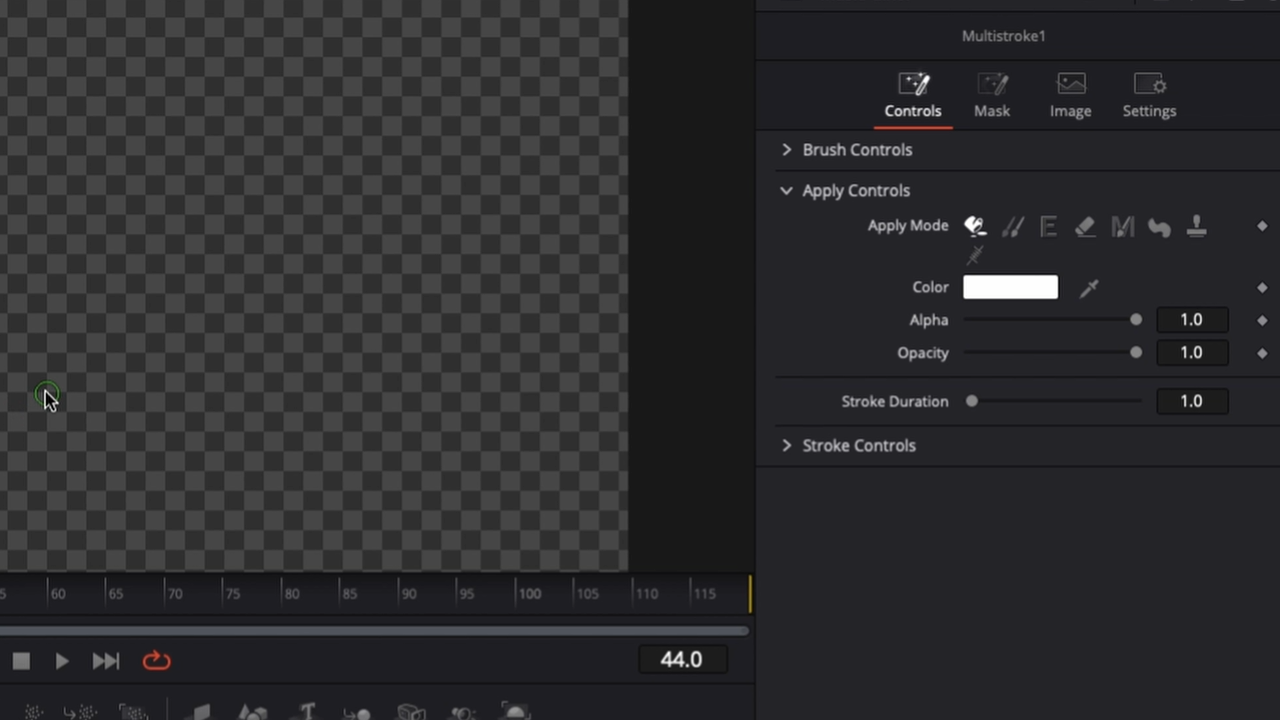 Multistroke1
Controls Mask Image Settings
Brush Controls
Apply Controls
Apply Mode
Color
Alpha 1.0
Opacity 1.0
Stroke Duration 1.0
Stroke Controls
60 65 70 75 80 85 90 95 100 105 110 115
44.0